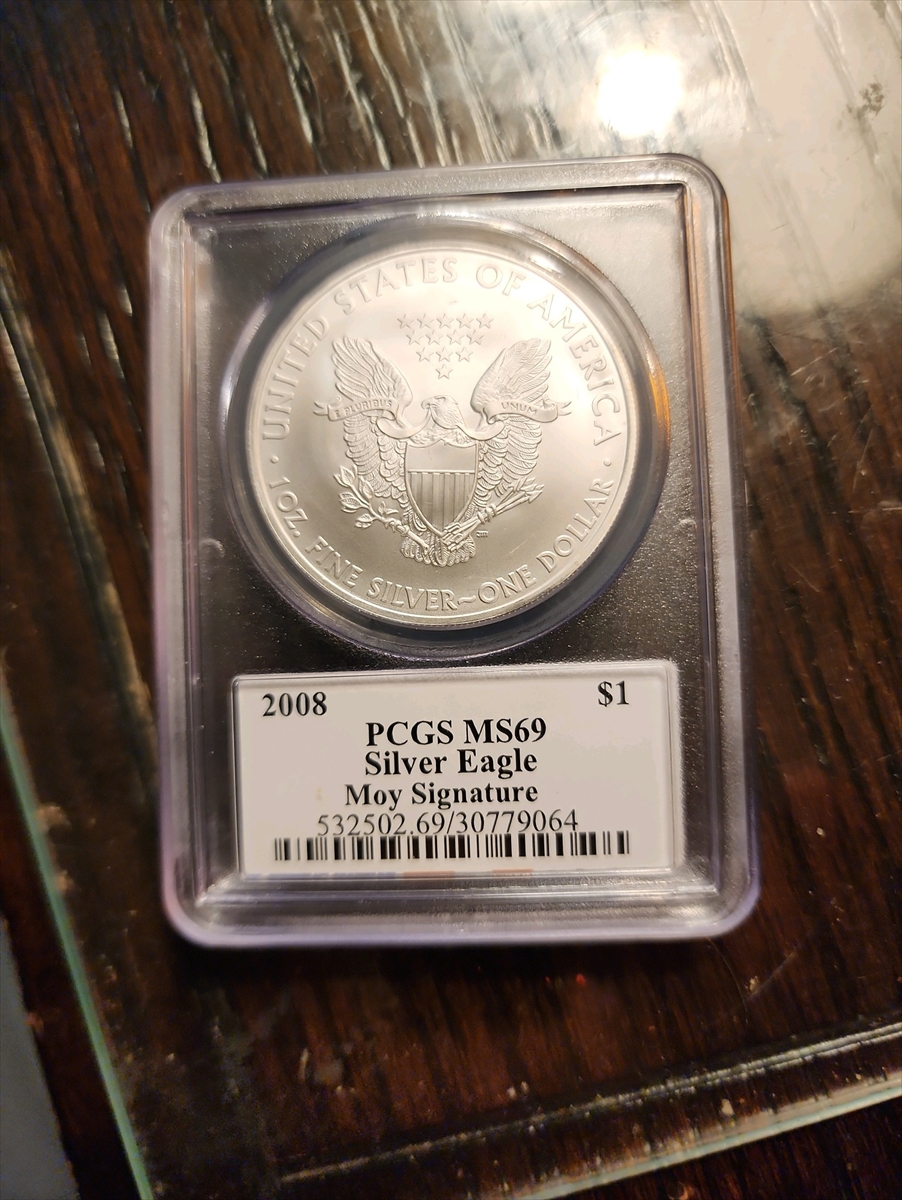 UNITED STATES OF AMERICA
E PLURIBUS UNUM
1 OZ. FINE SILVER~ONE DOLLAR
2008 $1
PCGS MS69
Silver Eagle
Moy Signature
532502.69/30779064